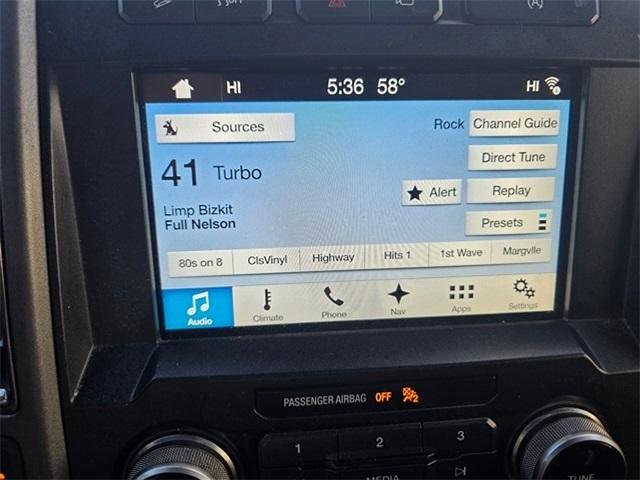 HI 5:36 58° HI
Sources
Rock Channel Guide
41 Turbo
Direct Tune
Alert Replay
Limp Bizkit
Full Nelson
Presets
80s on 8 ClsVinyl Highway Hits 1 1st Wave Margvlle
Audio Climate Phone Nav Apps Settings
PASSENGER AIRBAG OFF
1 2 3
MEDIA
TUNE